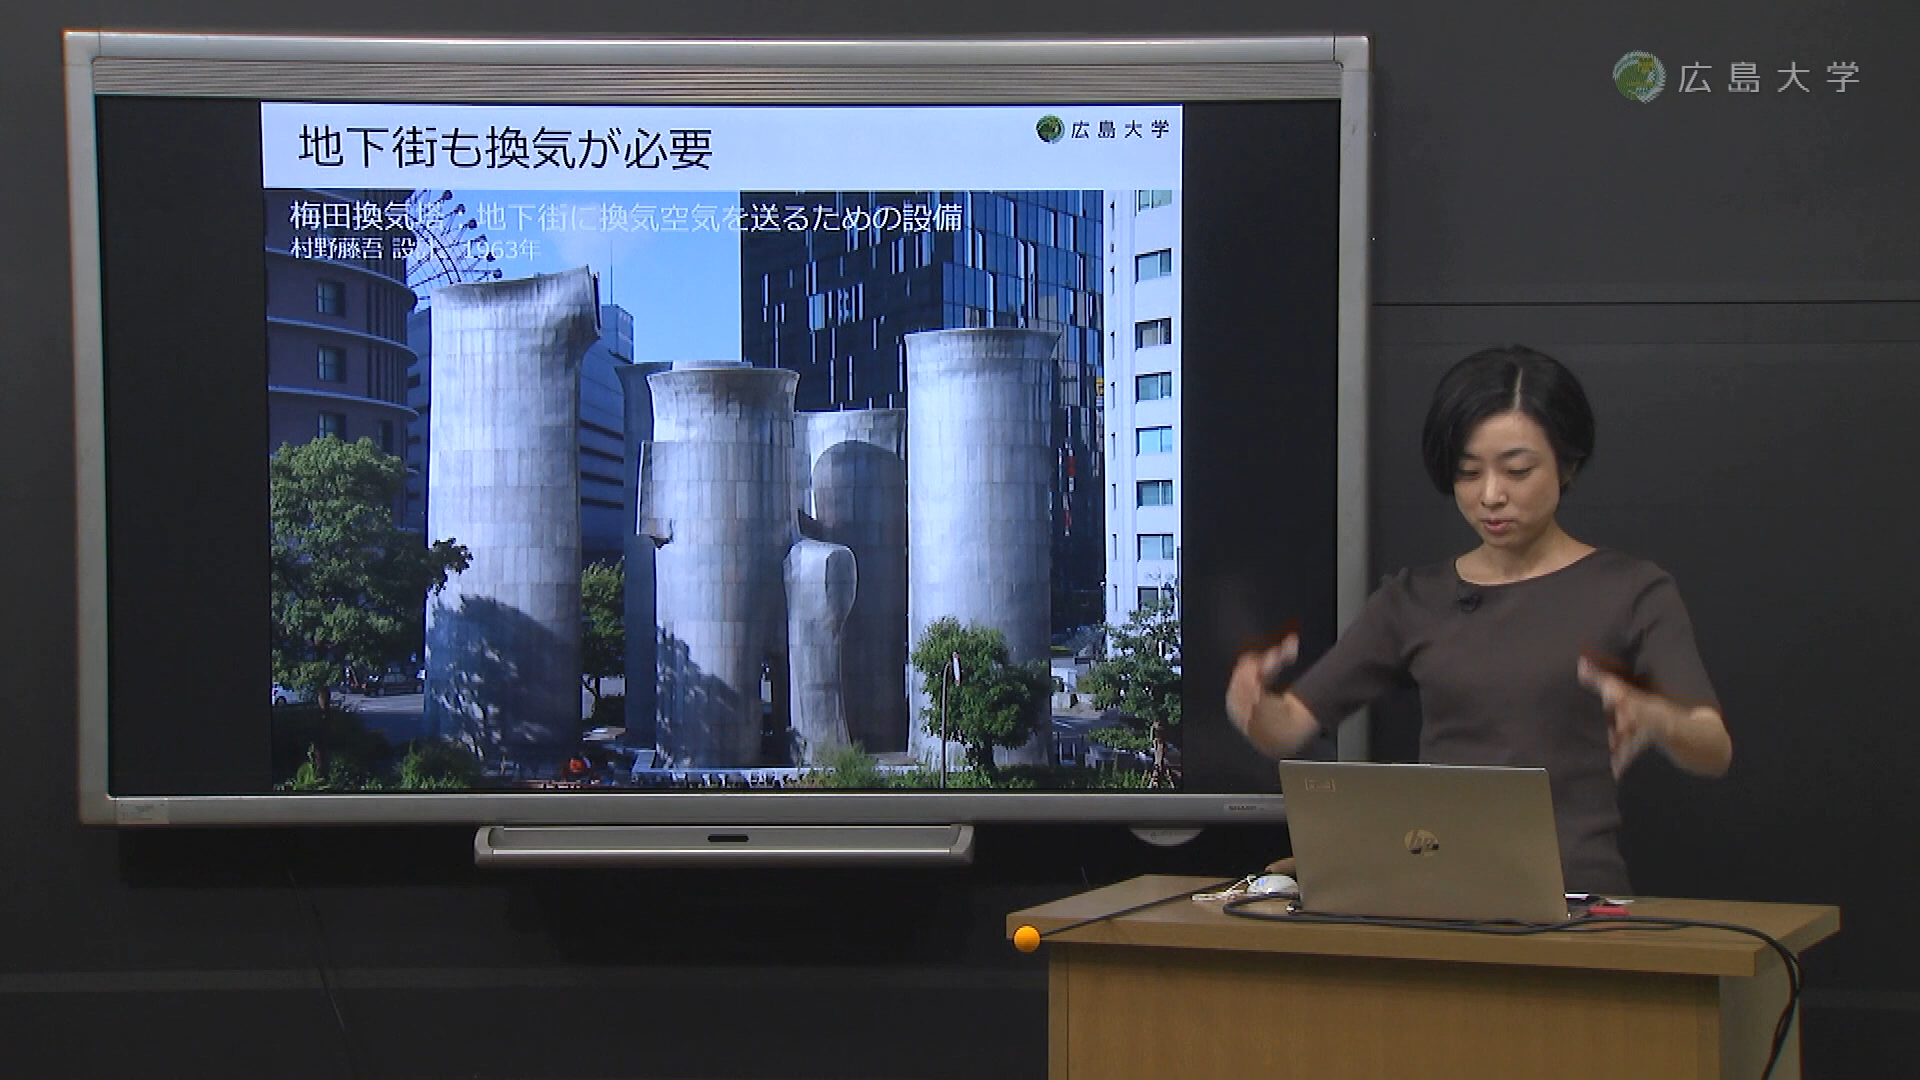 広島大学
地下街も換気が必要
広島大学
梅田換気塔：地下街に換気空気を送るための設備
村野藤吾 設計 1963年
SHARP
hp